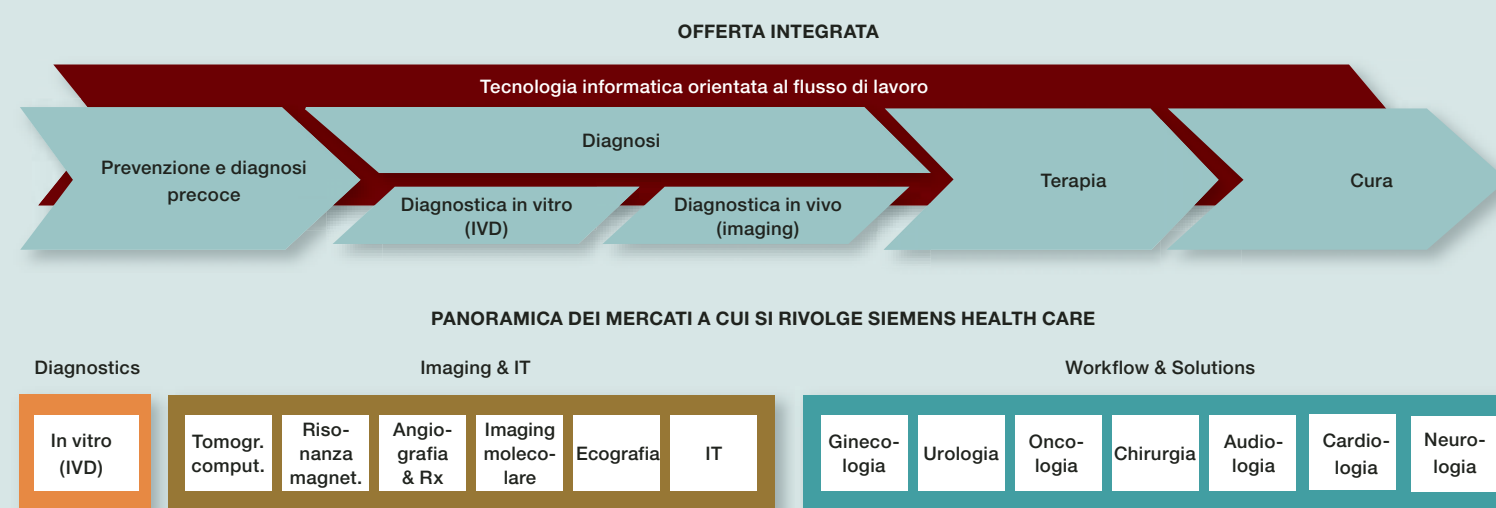 OFFERTA INTEGRATA
Tecnologia informatica orientata al flusso di lavoro
Prevenzione e diagnosi
precoce
Diagnosi
Diagnostica in vitro
(IVD)
Diagnostica in vivo
(imaging)
Terapia
Cura
PANORAMICA DEI MERCATI A CUI SI RIVOLGE SIEMENS HEALTH CARE
Diagnostics
In vitro
(IVD)
Imaging & IT
Tomogr.
comput.
Riso-
nanza
magnet.
Angio-
grafia
& Rx
Imaging
moleco-
lare
Ecografia
IT
Workflow & Solutions
Gineco-
logia
Urologia
Onco-
logia
Chirurgia
Audio-
logia
Cardio-
logia
Neuro-
logia